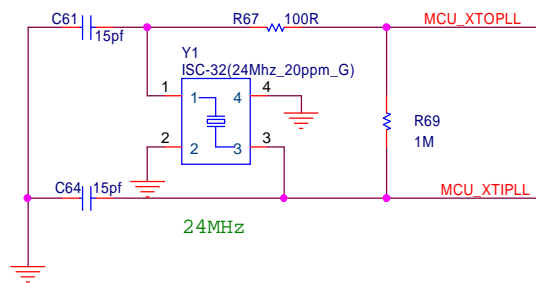 C61
15pf
R67
100R
MCU_XTOPLL
Y1
ISC-32(24Mhz_20ppm_G)
1
1
4
4
R69
1M
2
2
3
3
C64
15pf
MCU_XTIPLL
24MHz